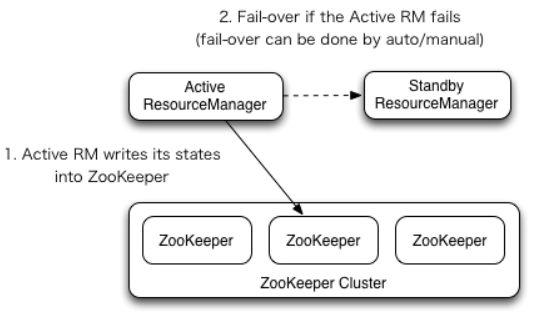 2. Fail-over if the Active RM fails
(fail-over can be done by auto/manual)
Active
ResourceManager
Standby
ResourceManager
1. Active RM writes its states
into ZooKeeper
ZooKeeper
ZooKeeper
ZooKeeper
ZooKeeper Cluster